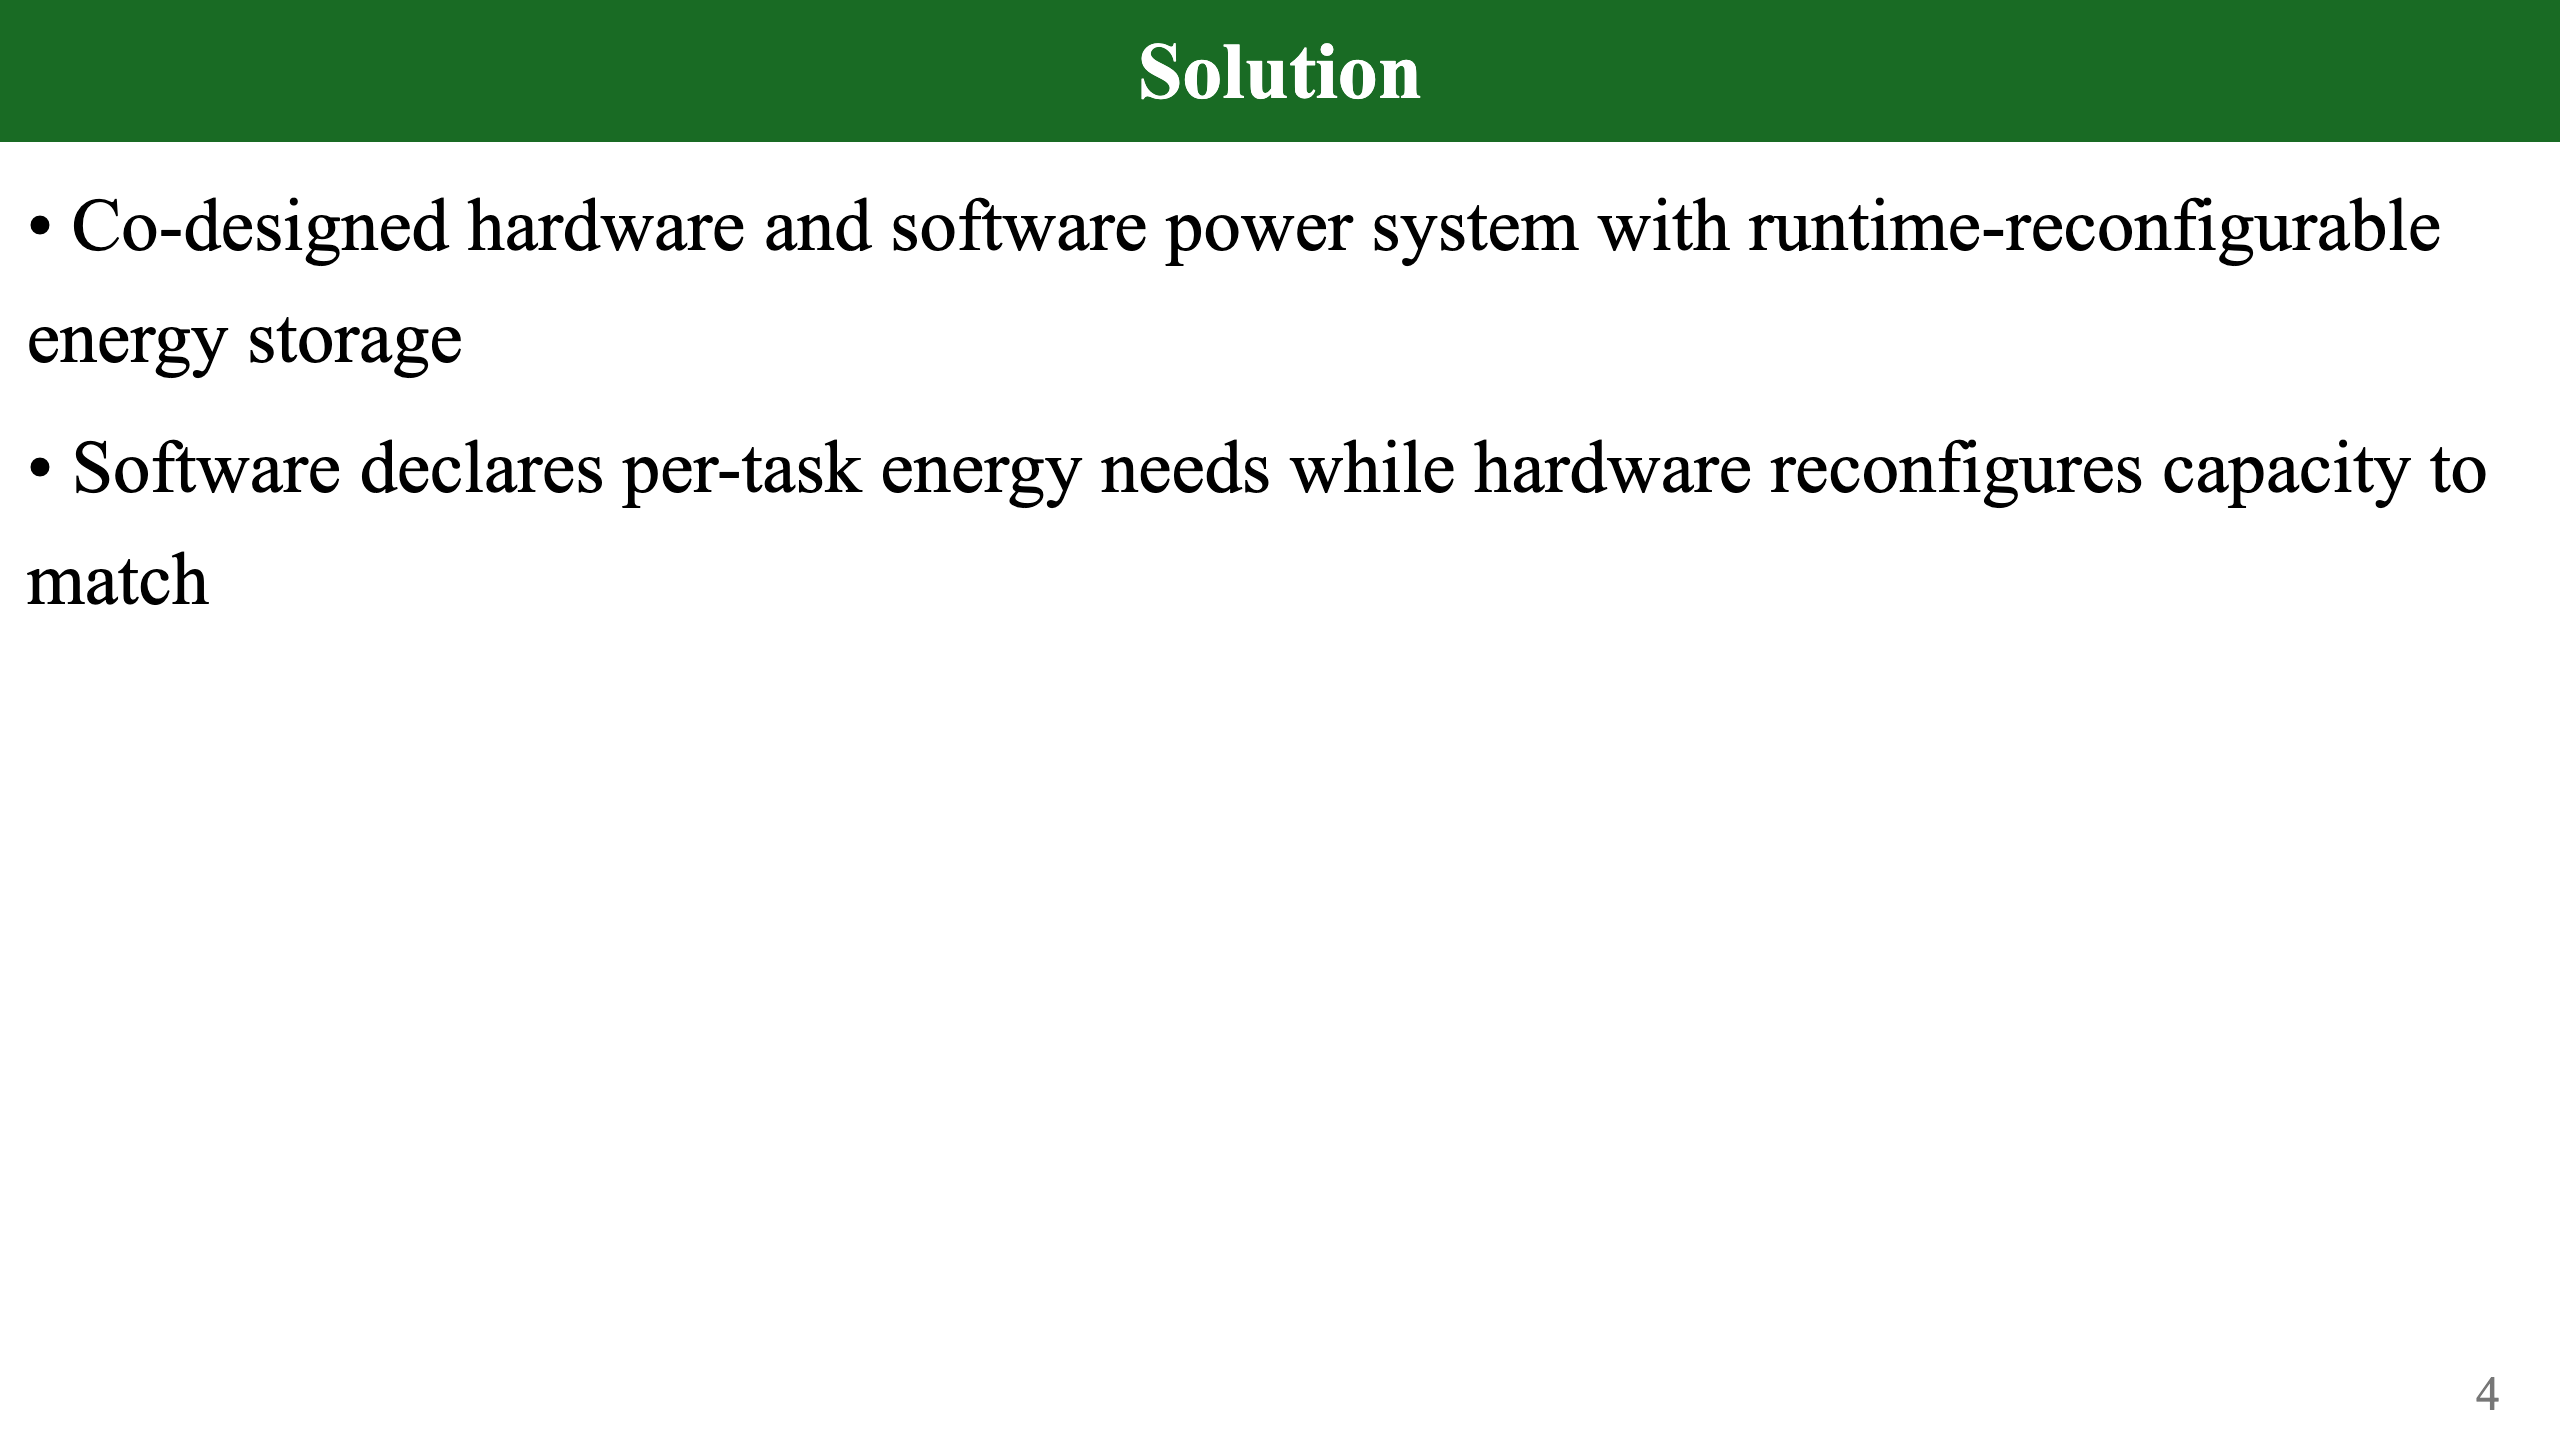 Solution
• Co-designed hardware and software power system with runtime-reconfigurable
energy storage
• Software declares per-task energy needs while hardware reconfigures capacity to
match
4